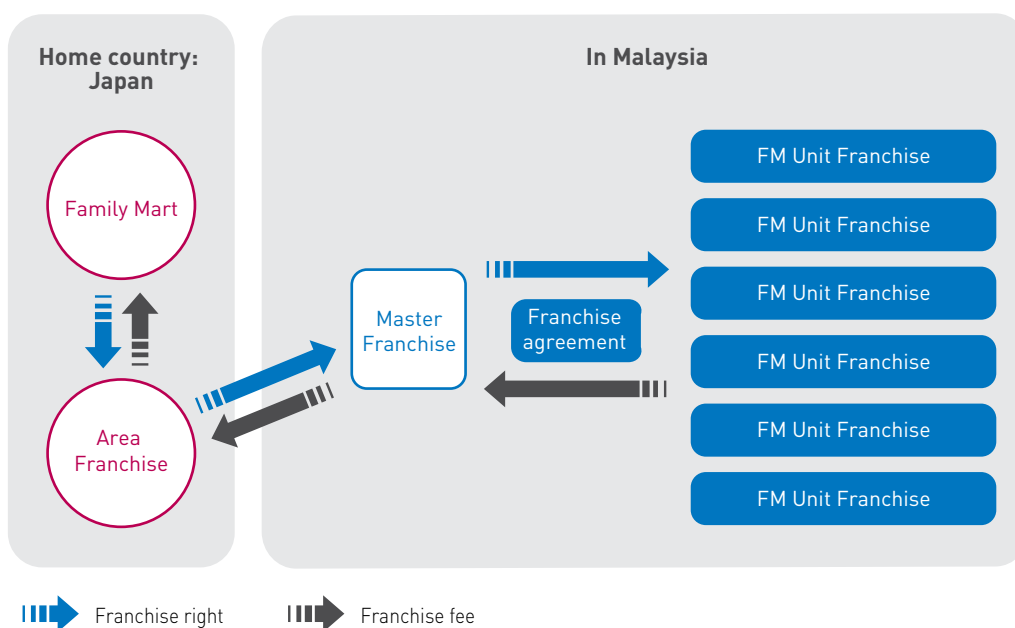 Home country:
Japan
In Malaysia
Family Mart
Area
Franchise
Master
Franchise
Franchise
agreement
FM Unit Franchise
FM Unit Franchise
FM Unit Franchise
FM Unit Franchise
FM Unit Franchise
FM Unit Franchise
Franchise right
Franchise fee